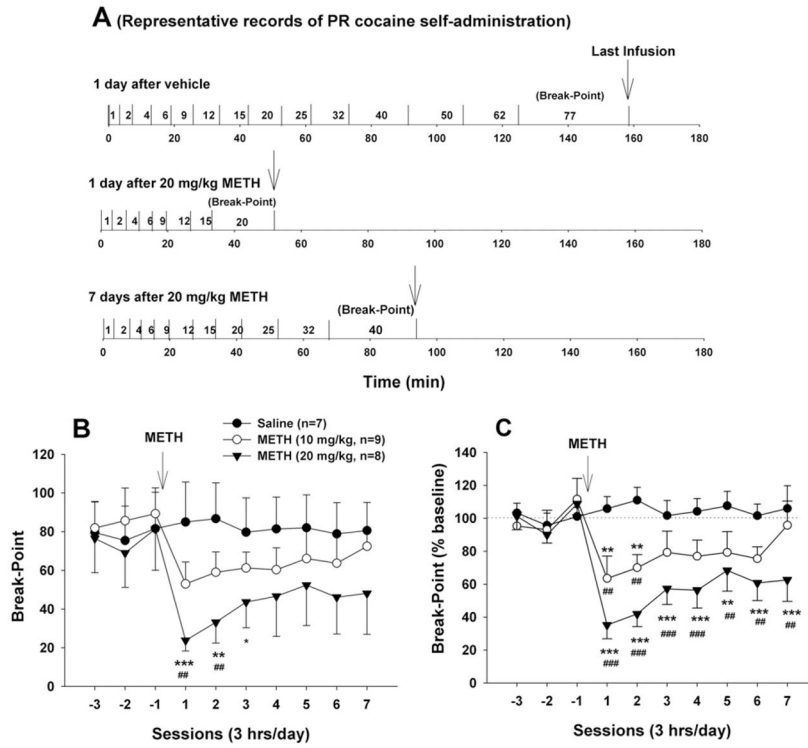 A (Representative records of PR cocaine self-administration)
Last Infusion
1 day after vehicle
(Break-Point)
1 2 4 6 9 12 15 20 25 32 40 50 62 77
0 20 40 60 80 100 120 140 160 180
1 day after 20 mg/kg METH
(Break-Point)
1 2 4 6 9 12 15 20
0 20 40 60 80 100 120 140 160 180
7 days after 20 mg/kg METH
(Break-Point)
1 2 4 6 9 12 15 20 25 32 40
0 20 40 60 80 100 120 140 160 180
Time (min)
B
METH
Saline (n=7)
METH (10 mg/kg, n=9)
METH (20 mg/kg, n=8)
Break-Point
120
100
80
60
40
20
0
***
##
**
##
*
-3 -2 -1 1 2 3 4 5 6 7
Sessions (3 hrs/day)
C
METH
Break-Point (% baseline)
140
120
100
80
60
40
20
0
** **
## ##
*** *** *** *** ** *** ***
### ### ### ### ## ## ##
-3 -2 -1 1 2 3 4 5 6 7
Sessions (3 hrs/day)